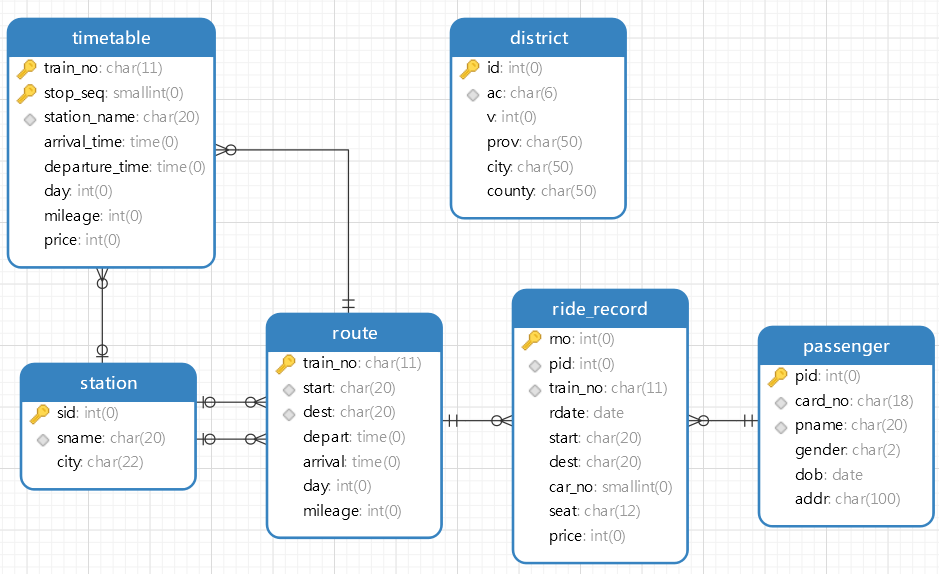 timetable
train_no: char(11)
stop_seq: smallint(0)
station_name: char(20)
arrival_time: time(0)
departure_time: time(0)
day: int(0)
mileage: int(0)
price: int(0)
district
id: int(0)
ac: char(6)
v: int(0)
prov: char(50)
city: char(50)
county: char(50)
station
sid: int(0)
sname: char(20)
city: char(22)
route
train_no: char(11)
start: char(20)
dest: char(20)
depart: time(0)
arrival: time(0)
day: int(0)
mileage: int(0)
ride_record
rno: int(0)
pid: int(0)
train_no: char(11)
rdate: date
start: char(20)
dest: char(20)
car_no: smallint(0)
seat: char(12)
price: int(0)
passenger
pid: int(0)
card_no: char(18)
pname: char(20)
gender: char(2)
dob: date
addr: char(100)